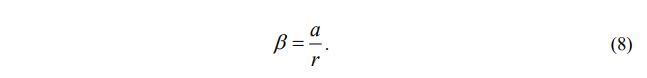 β = a/r. (8)